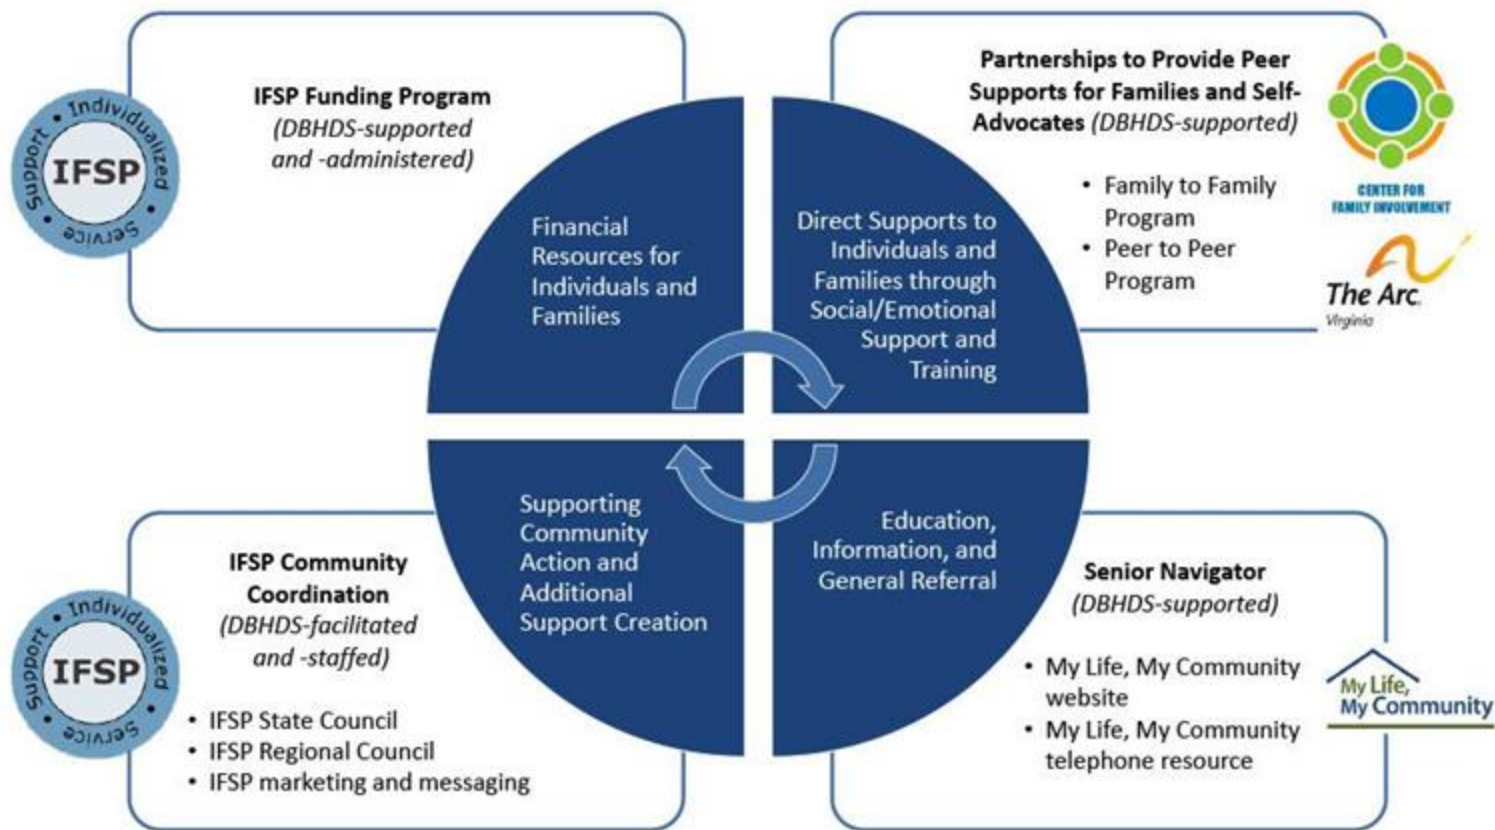 IFSP Funding Program
(DBHDS-supported
and -administered)
Support • Individualized • Service •
IFSP
Financial
Resources for
Individuals and
Families
Partnerships to Provide Peer
Supports for Families and Self-
Advocates (DBHDS-supported)
• Family to Family
Program
• Peer to Peer
Program
CENTER FOR
FAMILY INVOLVEMENT
The Arc.
Virginia
Direct Supports to
Individuals and
Families through
Social/Emotional
Support and
Training
Supporting
Community
Action and
Additional
Support Creation
IFSP Community
Coordination
(DBHDS-facilitated
and -staffed)
• IFSP State Council
• IFSP Regional Council
• IFSP marketing and messaging
Support • Individualized • Service •
IFSP
Education,
Information, and
General Referral
Senior Navigator
(DBHDS-supported)
• My Life, My Community
website
• My Life, My Community
telephone resource
My Life,
My Community